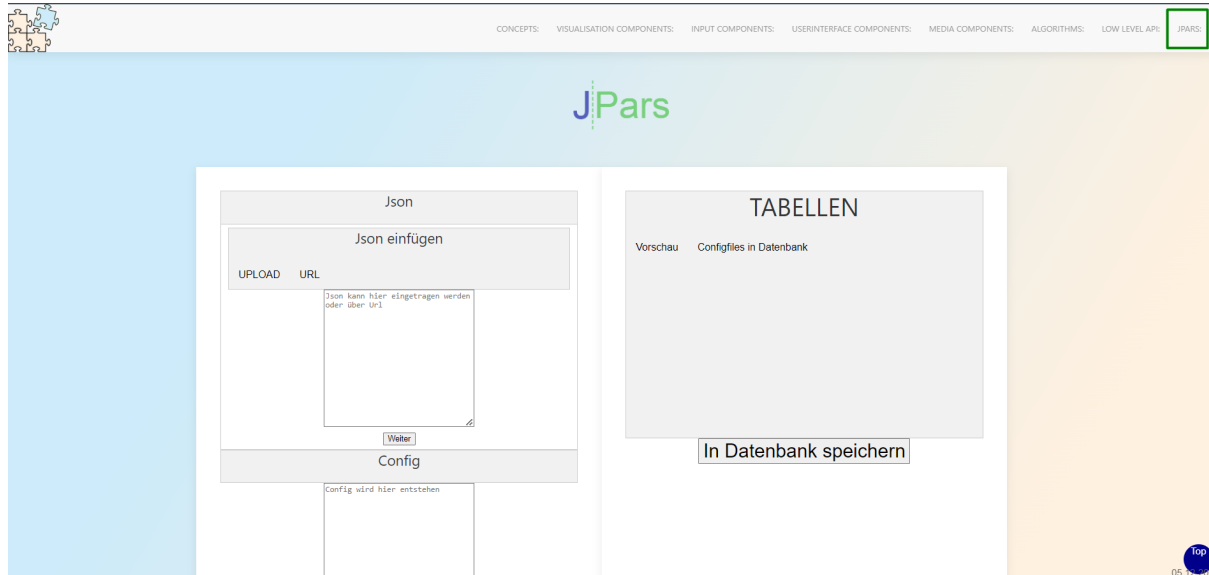 CONCEPTS: VISUALISATION COMPONENTS: INPUT COMPONENTS: USERINTERFACE COMPONENTS: MEDIA COMPONENTS: ALGORITHMS: LOW LEVEL API: JPARS:
JPars
Json
Json einfügen
UPLOAD URL
Json kann hier eingetragen werden
oder über Url
Weiter
Config
Config wird hier entstehen
TABELLEN
Vorschau Configfiles in Datenbank
In Datenbank speichern
Top